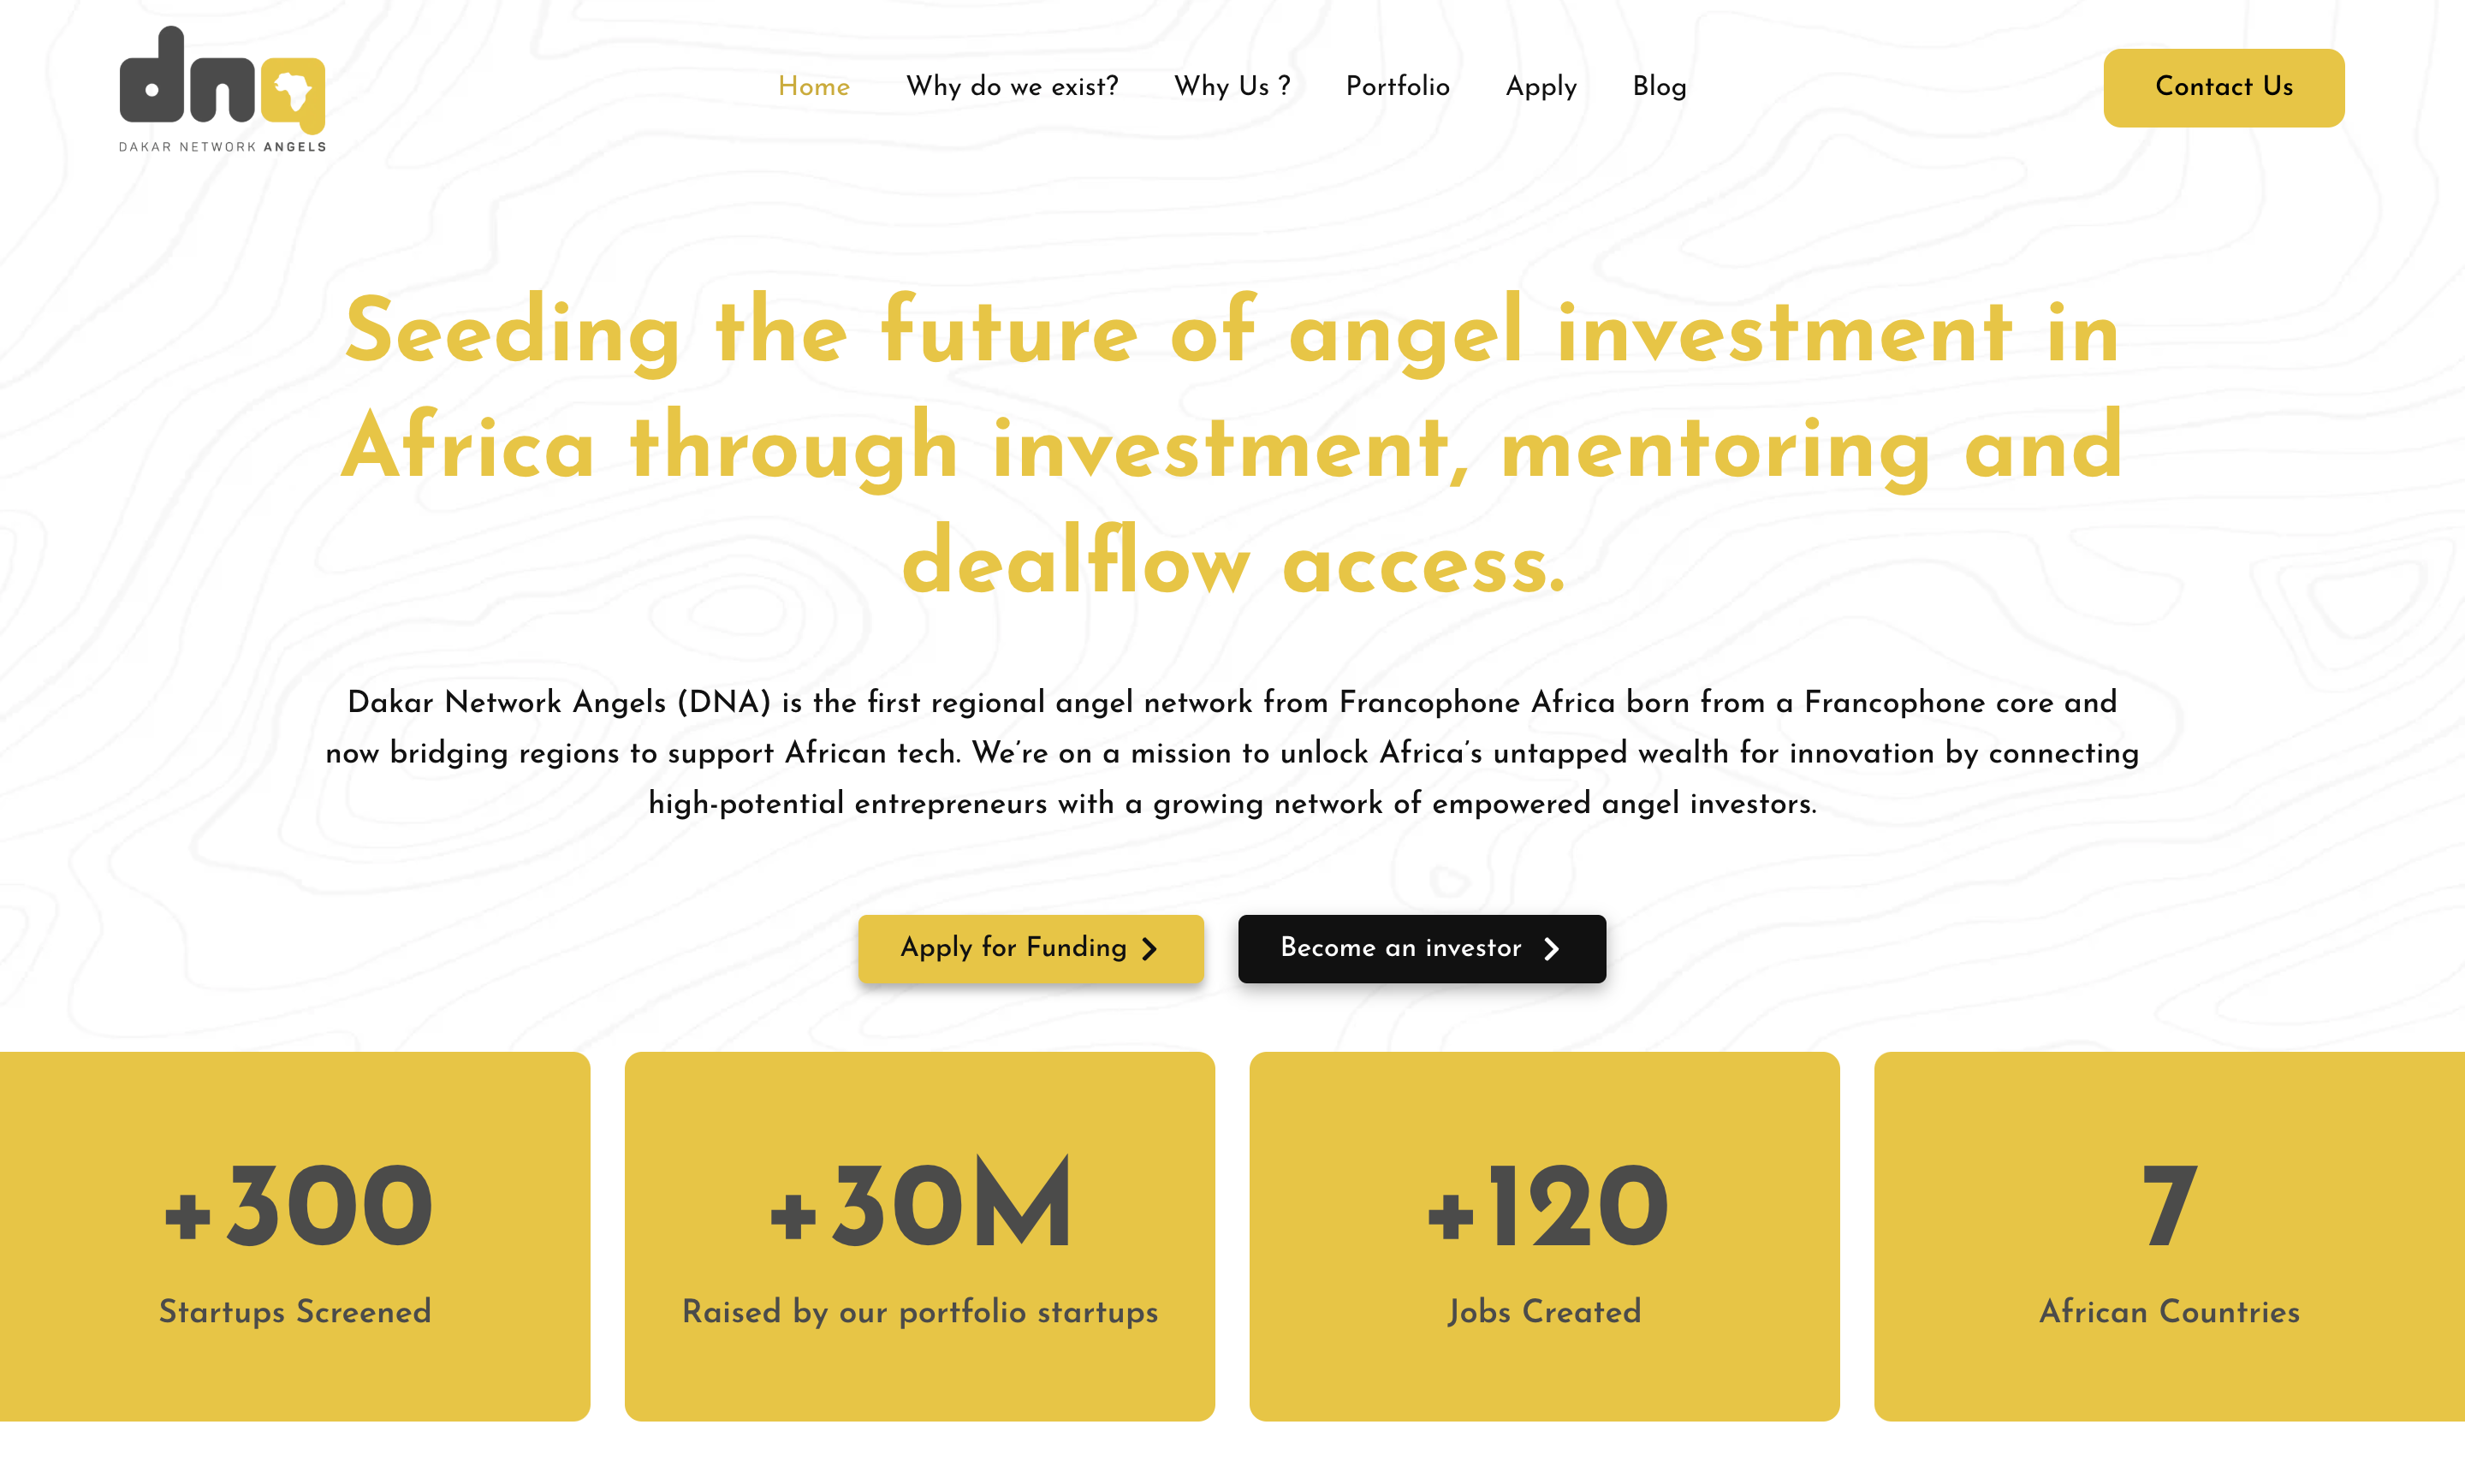 dna
DAKAR NETWORK ANGELS
Home
Why do we exist?
Why Us ?
Portfolio
Apply
Blog
Contact Us
Seeding the future of angel investment in
Africa through investment, mentoring and
dealflow access.
Dakar Network Angels (DNA) is the first regional angel network from Francophone Africa born from a Francophone core and
now bridging regions to support African tech. We’re on a mission to unlock Africa’s untapped wealth for innovation by connecting
high-potential entrepreneurs with a growing network of empowered angel investors.
Apply for Funding
Become an investor
+300
Startups Screened
+30M
Raised by our portfolio startups
+120
Jobs Created
7
African Countries